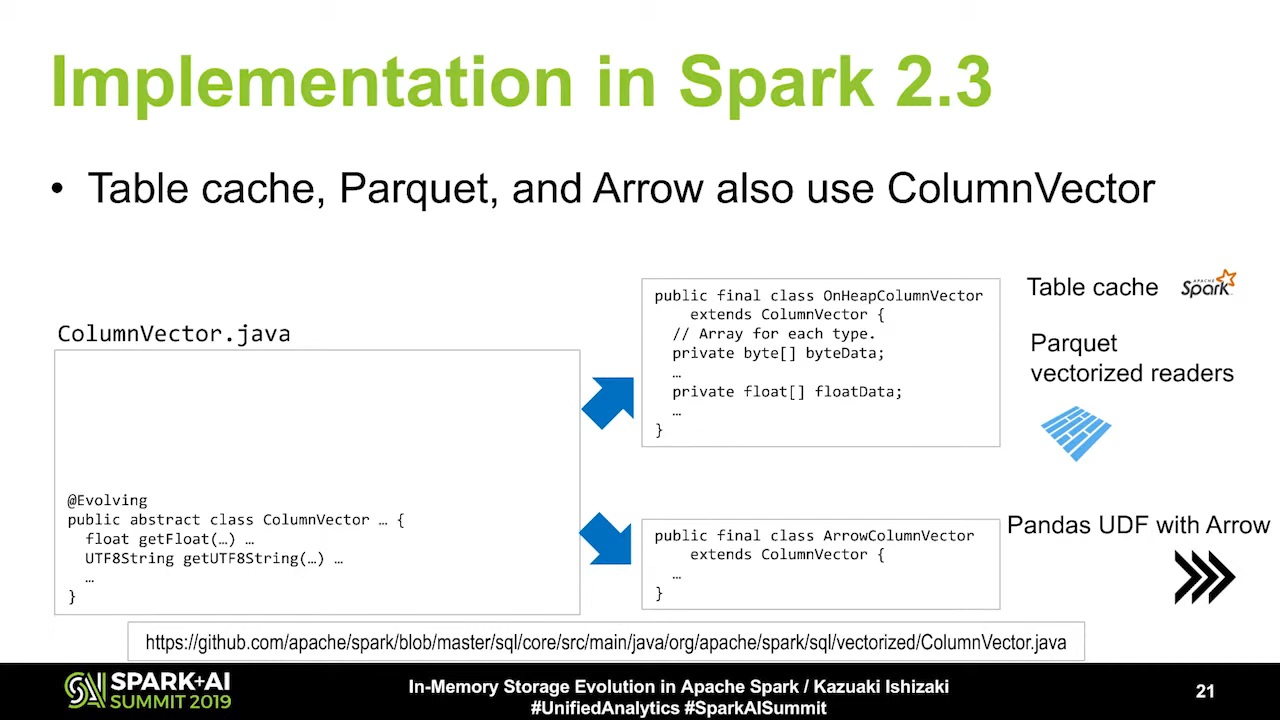 Implementation in Spark 2.3
• Table cache, Parquet, and Arrow also use ColumnVector
ColumnVector.java
@Evolving
public abstract class ColumnVector … {
float getFloat(…) …
UTF8String getUTF8String(…) …
…
}
public final class OnHeapColumnVector
extends ColumnVector {
// Array for each type.
private byte[] byteData;
…
private float[] floatData;
…
}
Table cache
APACHE
Spark
Parquet
vectorized readers
public final class ArrowColumnVector
extends ColumnVector {
…
}
Pandas UDF with Arrow
https://github.com/apache/spark/blob/master/sql/core/src/main/java/org/apache/spark/sql/vectorized/ColumnVector.java
SPARK+AI
SUMMIT 2019
In-Memory Storage Evolution in Apache Spark / Kazuaki Ishizaki
#UnifiedAnalytics #SparkAISummit
21